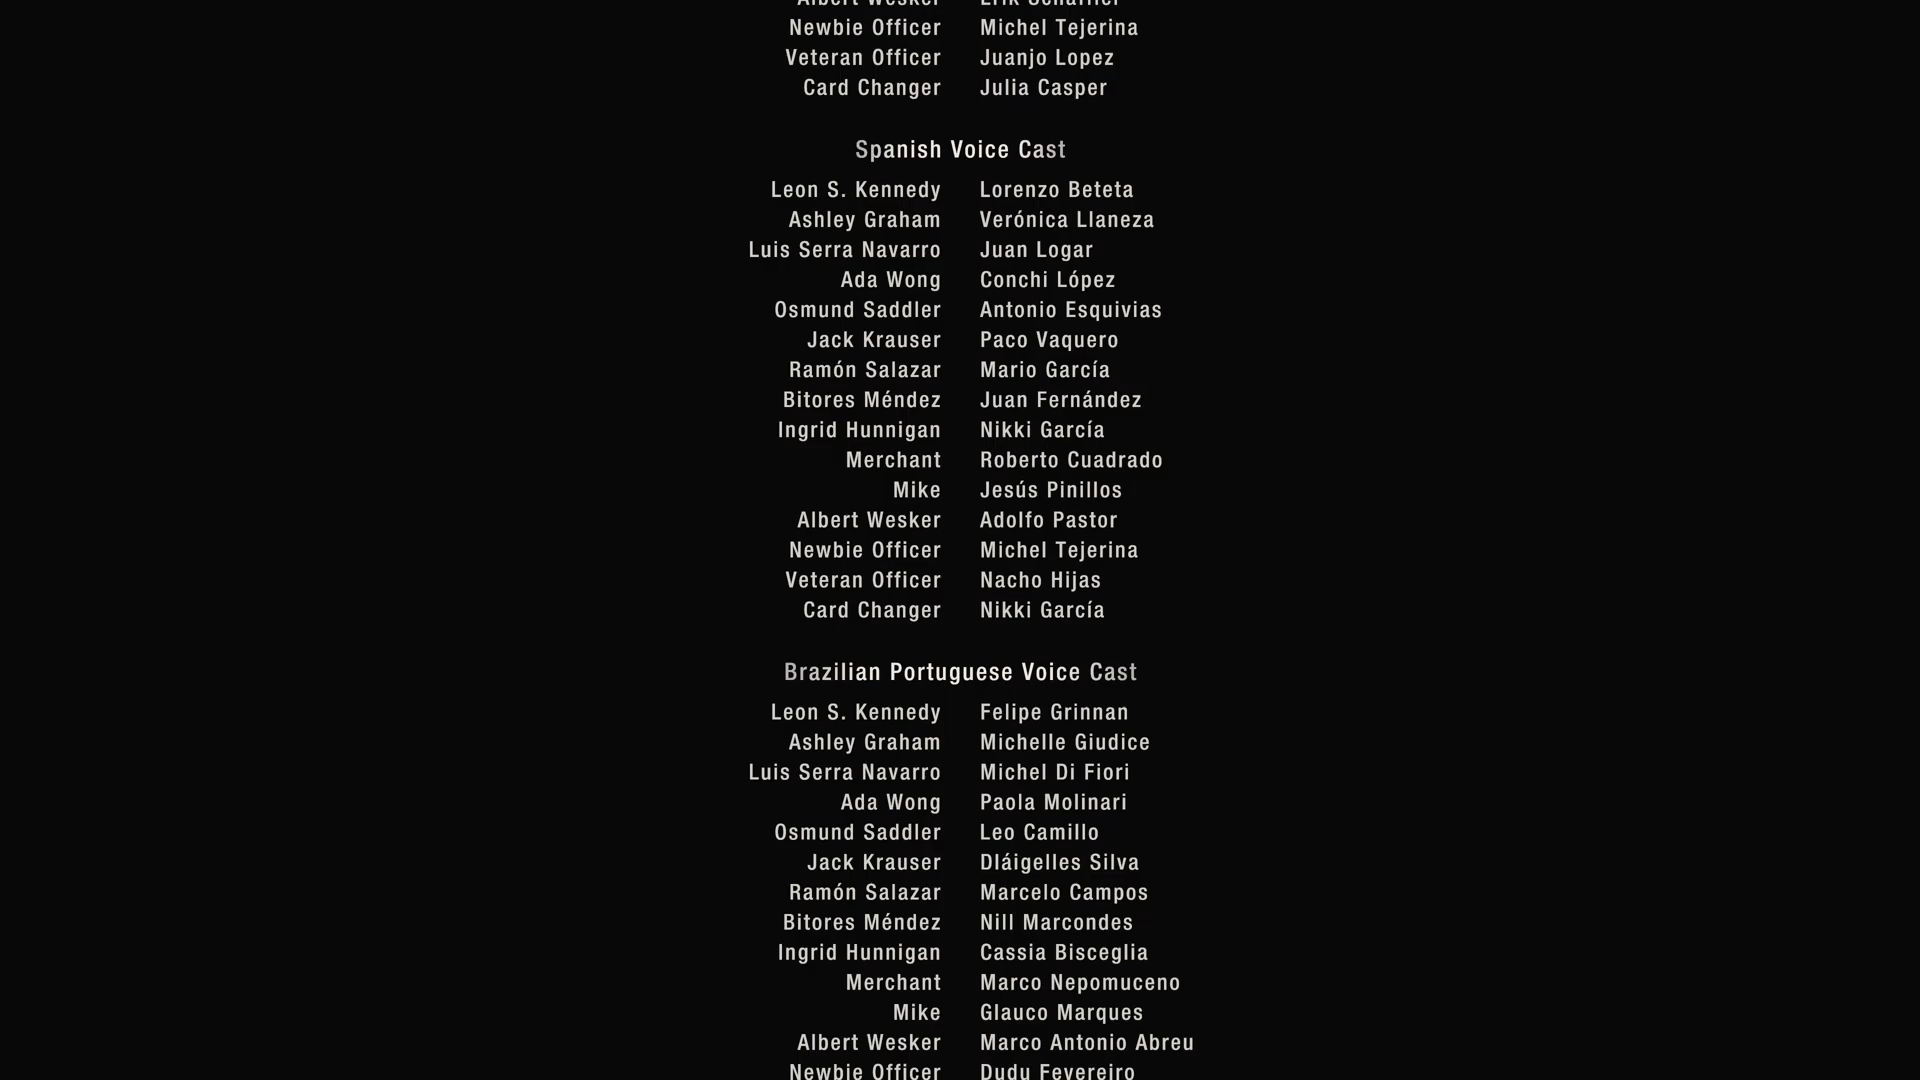 Albert Wesker Erik Schäffler
Newbie Officer Michel Tejerina
Veteran Officer Juanjo Lopez
Card Changer Julia Casper
Spanish Voice Cast
Leon S. Kennedy Lorenzo Beteta
Ashley Graham Verónica Llaneza
Luis Serra Navarro Juan Logar
Ada Wong Conchi López
Osmund Saddler Antonio Esquivias
Jack Krauser Paco Vaquero
Ramón Salazar Mario García
Bitores Méndez Juan Fernández
Ingrid Hunnigan Nikki García
Merchant Roberto Cuadrado
Mike Jesús Pinillos
Albert Wesker Adolfo Pastor
Newbie Officer Michel Tejerina
Veteran Officer Nacho Hijas
Card Changer Nikki García
Brazilian Portuguese Voice Cast
Leon S. Kennedy Felipe Grinnan
Ashley Graham Michelle Giudice
Luis Serra Navarro Michel Di Fiori
Ada Wong Paola Molinari
Osmund Saddler Leo Camillo
Jack Krauser Dláigelles Silva
Ramón Salazar Marcelo Campos
Bitores Méndez Nill Marcondes
Ingrid Hunnigan Cassia Bisceglia
Merchant Marco Nepomuceno
Mike Glauco Marques
Albert Wesker Marco Antonio Abreu
Newbie Officer Dudu Fevereiro